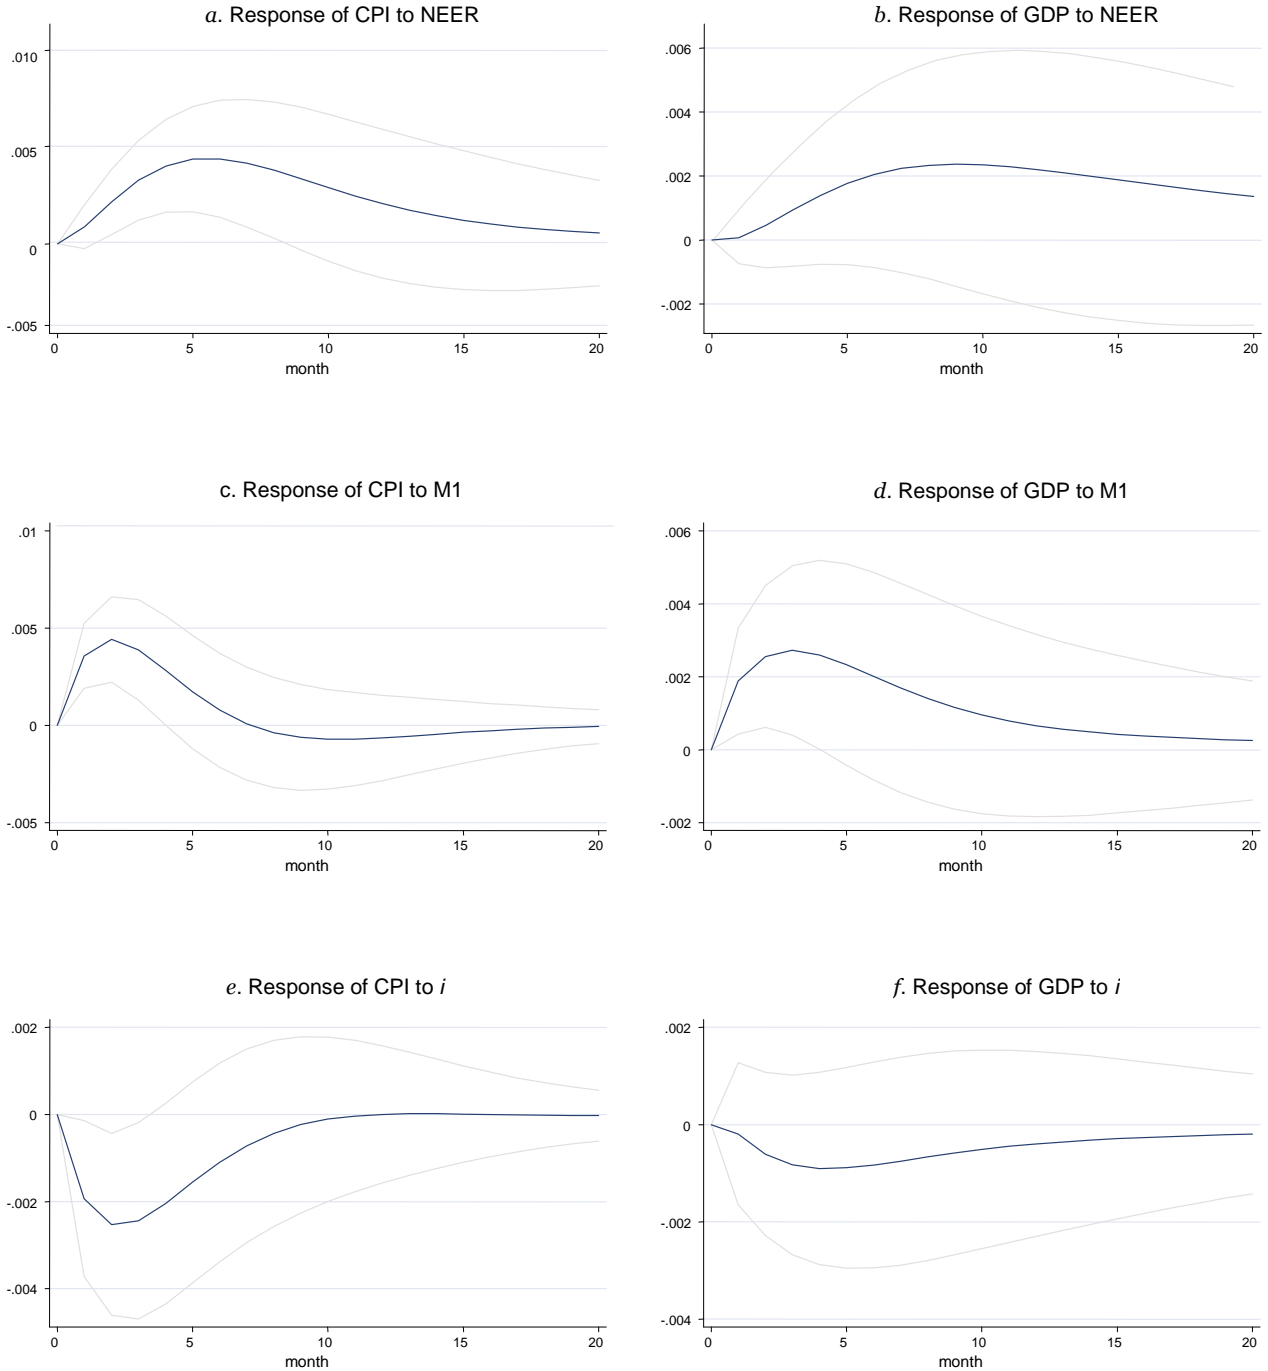 a. Response of CPI to NEER
.010
.005
0
-.005
0 5 10 15 20
month
b. Response of GDP to NEER
.006
.004
.002
0
-.002
0 5 10 15 20
month
c. Response of CPI to M1
.01
.005
0
-.005
0 5 10 15 20
month
d. Response of GDP to M1
.006
.004
.002
0
-.002
0 5 10 15 20
month
e. Response of CPI to i
.002
0
-.002
-.004
0 5 10 15 20
month
f. Response of GDP to i
.002
0
-.002
-.004
0 5 10 15 20
month